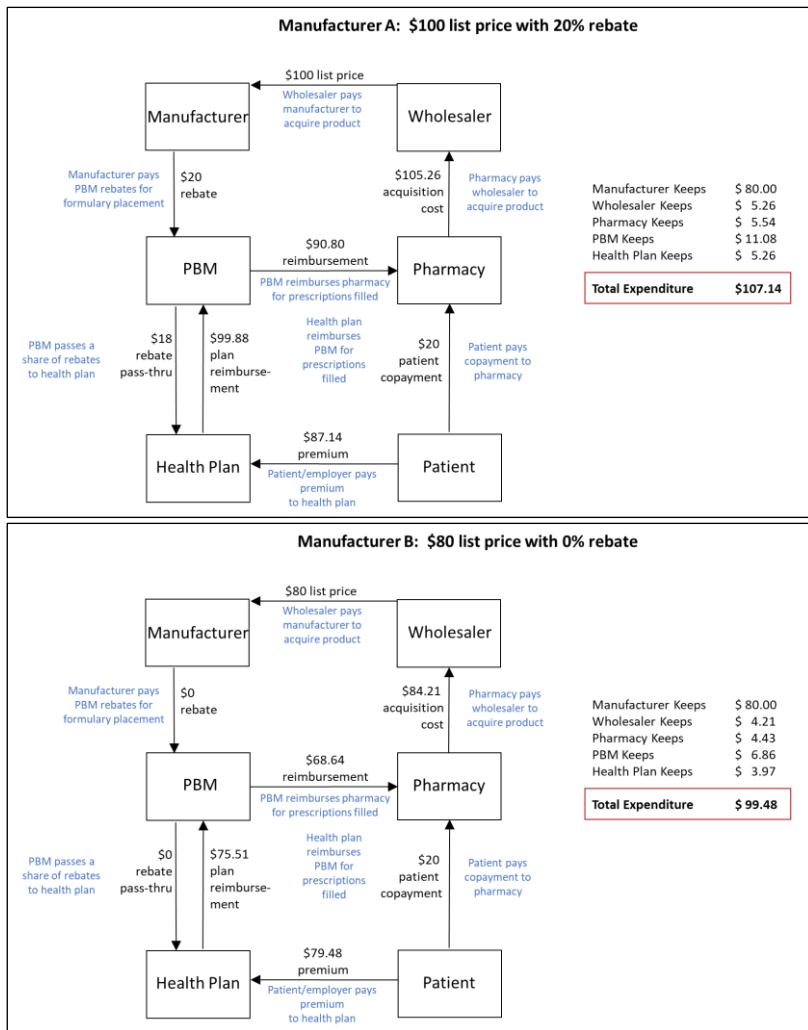 Manufacturer A:  $100 list price with 20% rebate
$100 list price
Manufacturer
Wholesaler pays
manufacturer to
acquire product
Wholesaler
Manufacturer pays
PBM rebates for
formulary placement
$20
rebate
$105.26
acquisition
cost
Pharmacy pays
wholesaler to
acquire product
Manufacturer Keeps $ 80.00
Wholesaler Keeps $ 5.26
Pharmacy Keeps $ 5.54
PBM Keeps $ 11.08
Health Plan Keeps $ 5.26
Total Expenditure $107.14
PBM
$90.80
reimbursement
PBM reimburses pharmacy
for prescriptions filled
Pharmacy
PBM passes a
share of rebates
to health plan
$18
rebate
pass-thru
$99.88
plan
reimburse-
ment
Health plan
reimburses
PBM for
prescriptions
filled
$20
patient
copayment
Patient pays
copayment to
pharmacy
Health Plan
$87.14
premium
Patient/employer pays
premium
to health plan
Patient
Manufacturer B:  $80 list price with 0% rebate
$80 list price
Manufacturer
Wholesaler pays
manufacturer to
acquire product
Wholesaler
Manufacturer pays
PBM rebates for
formulary placement
$0
rebate
$84.21
acquisition
cost
Pharmacy pays
wholesaler to
acquire product
Manufacturer Keeps $ 80.00
Wholesaler Keeps $ 4.21
Pharmacy Keeps $ 4.43
PBM Keeps $ 6.86
Health Plan Keeps $ 3.97
Total Expenditure $ 99.48
PBM
$68.64
reimbursement
PBM reimburses pharmacy
for prescriptions filled
Pharmacy
PBM passes a
share of rebates
to health plan
$0
rebate
pass-thru
$75.51
plan
reimburse-
ment
Health plan
reimburses
PBM for
prescriptions
filled
$20
patient
copayment
Patient pays
copayment to
pharmacy
Health Plan
$79.48
premium
Patient/employer pays
premium
to health plan
Patient